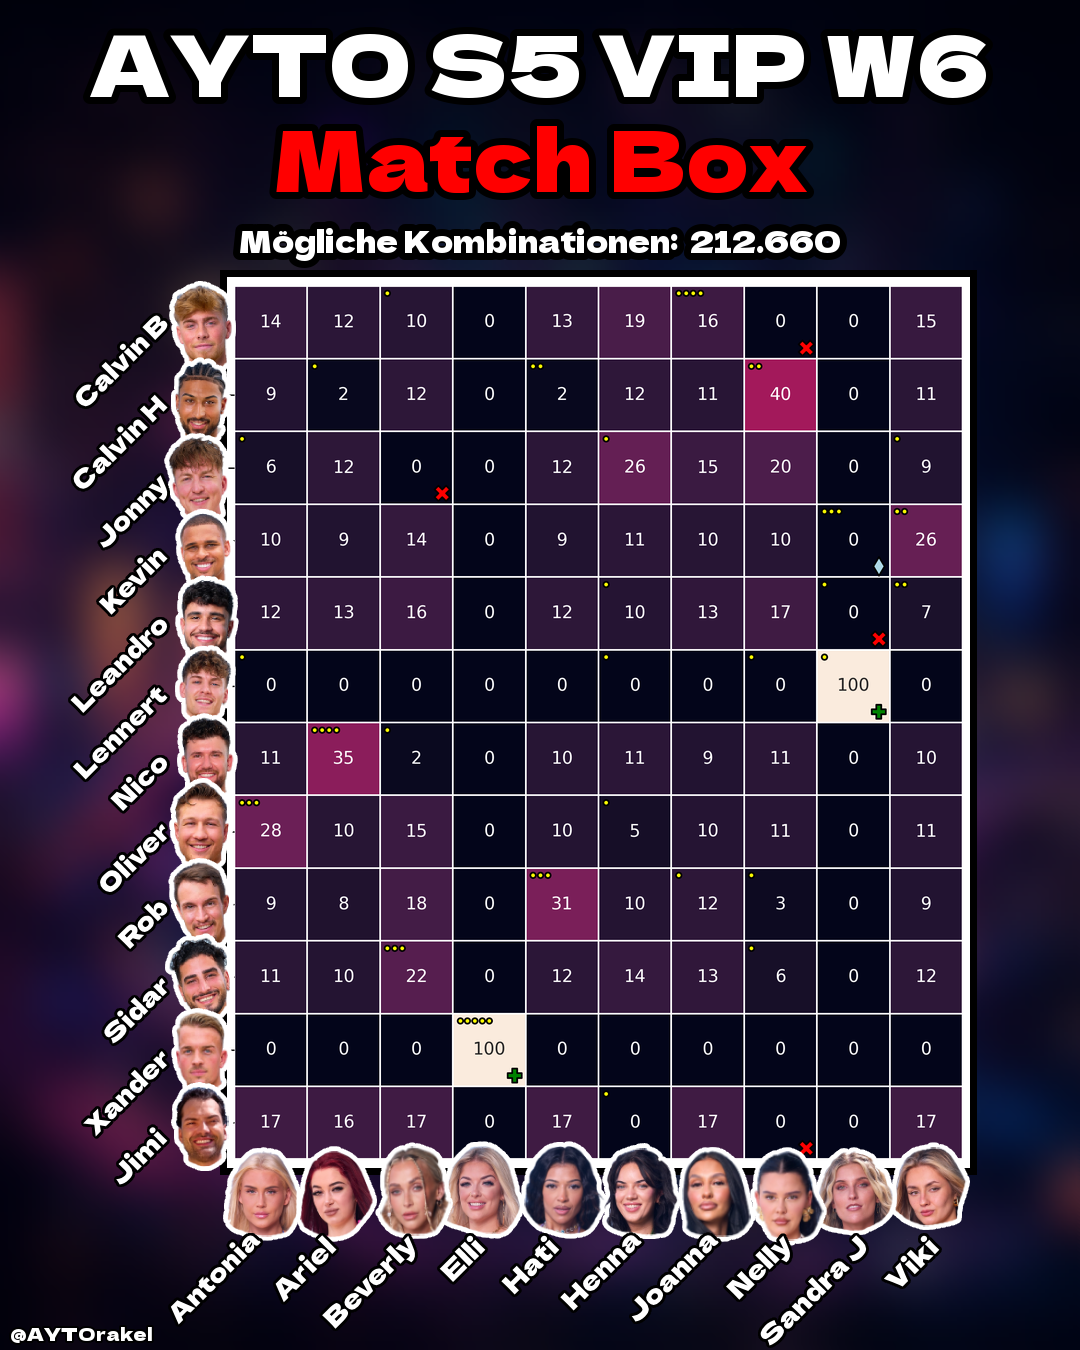 AYTO S5 VIP W6
Match Box
Mögliche Kombinationen: 212.660
Calvin B 14 12 10 0 13 19 16 0 0 15
Calvin H 9 2 12 0 2 12 11 40 0 11
Jonny 6 12 0 0 12 26 15 20 0 9
Kevin 10 9 14 0 9 11 10 10 0 26
Leandro 12 13 16 0 12 10 13 17 0 7
Lennert 0 0 0 0 0 0 0 0 100 0
Nico 11 35 2 0 10 11 9 11 0 10
Oliver 28 10 15 0 10 5 10 11 0 11
Rob 9 8 18 0 31 10 12 3 0 9
Sidar 11 10 22 0 12 14 13 6 0 12
Xander 0 0 0 100 0 0 0 0 0 0
Jimi 17 16 17 0 17 0 17 0 0 17
Antonia Ariel Beverly Elli Hati Henna Joanna Nelly Sandra J Viki
@AYTOrakel